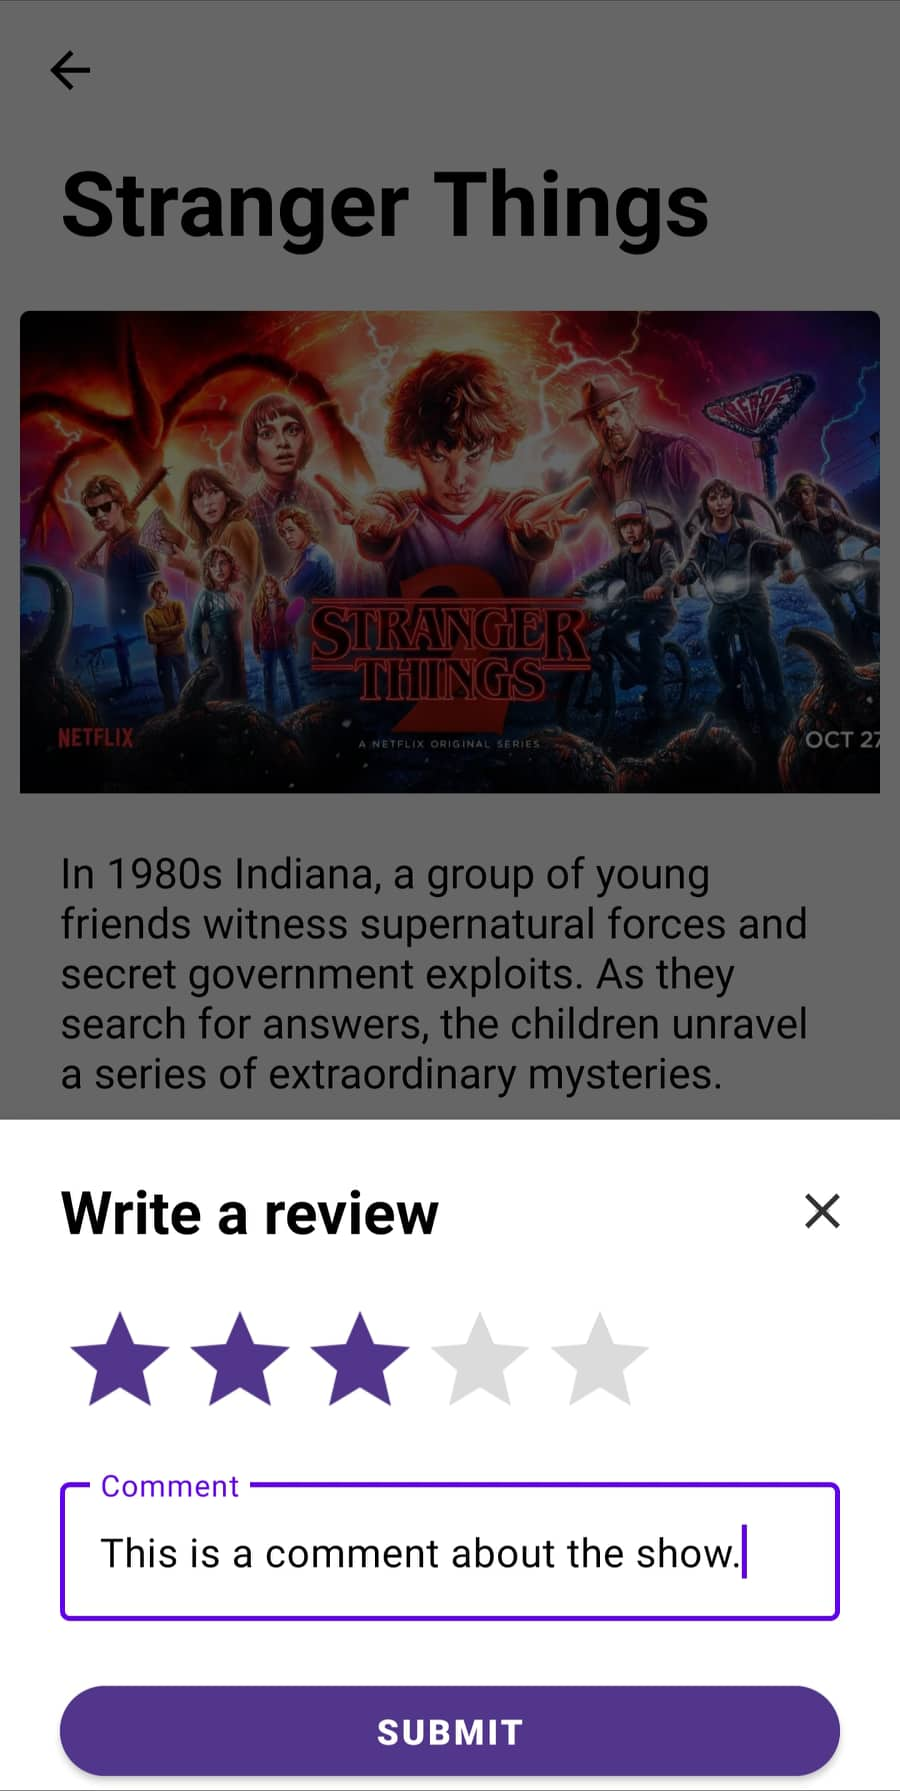 Stranger Things
2
STRANGER
THINGS
NETFLIX
A NETFLIX ORIGINAL SERIES
OCT 27
In 1980s Indiana, a group of young
friends witness supernatural forces and
secret government exploits. As they
search for answers, the children unravel
a series of extraordinary mysteries.
Write a review
Comment
This is a comment about the show.
SUBMIT